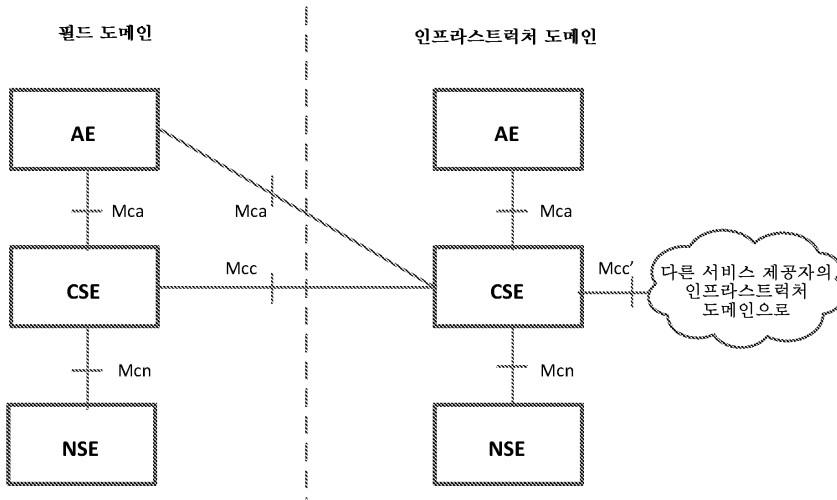 필드 도메인
인프라스트럭처 도메인
AE
AE
Mca
Mca
Mca
Mcc
Mcc’
CSE
CSE
다른 서비스 제공자의
인프라스트럭처
도메인으로
Mcn
Mcn
NSE
NSE